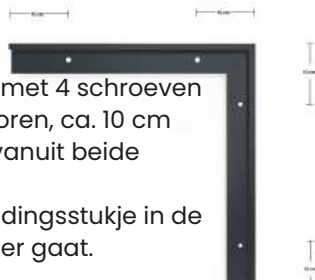 met 4 schroeven
oren, ca. 10 cm
vanuit beide
dingsstukje in de
er gaat.